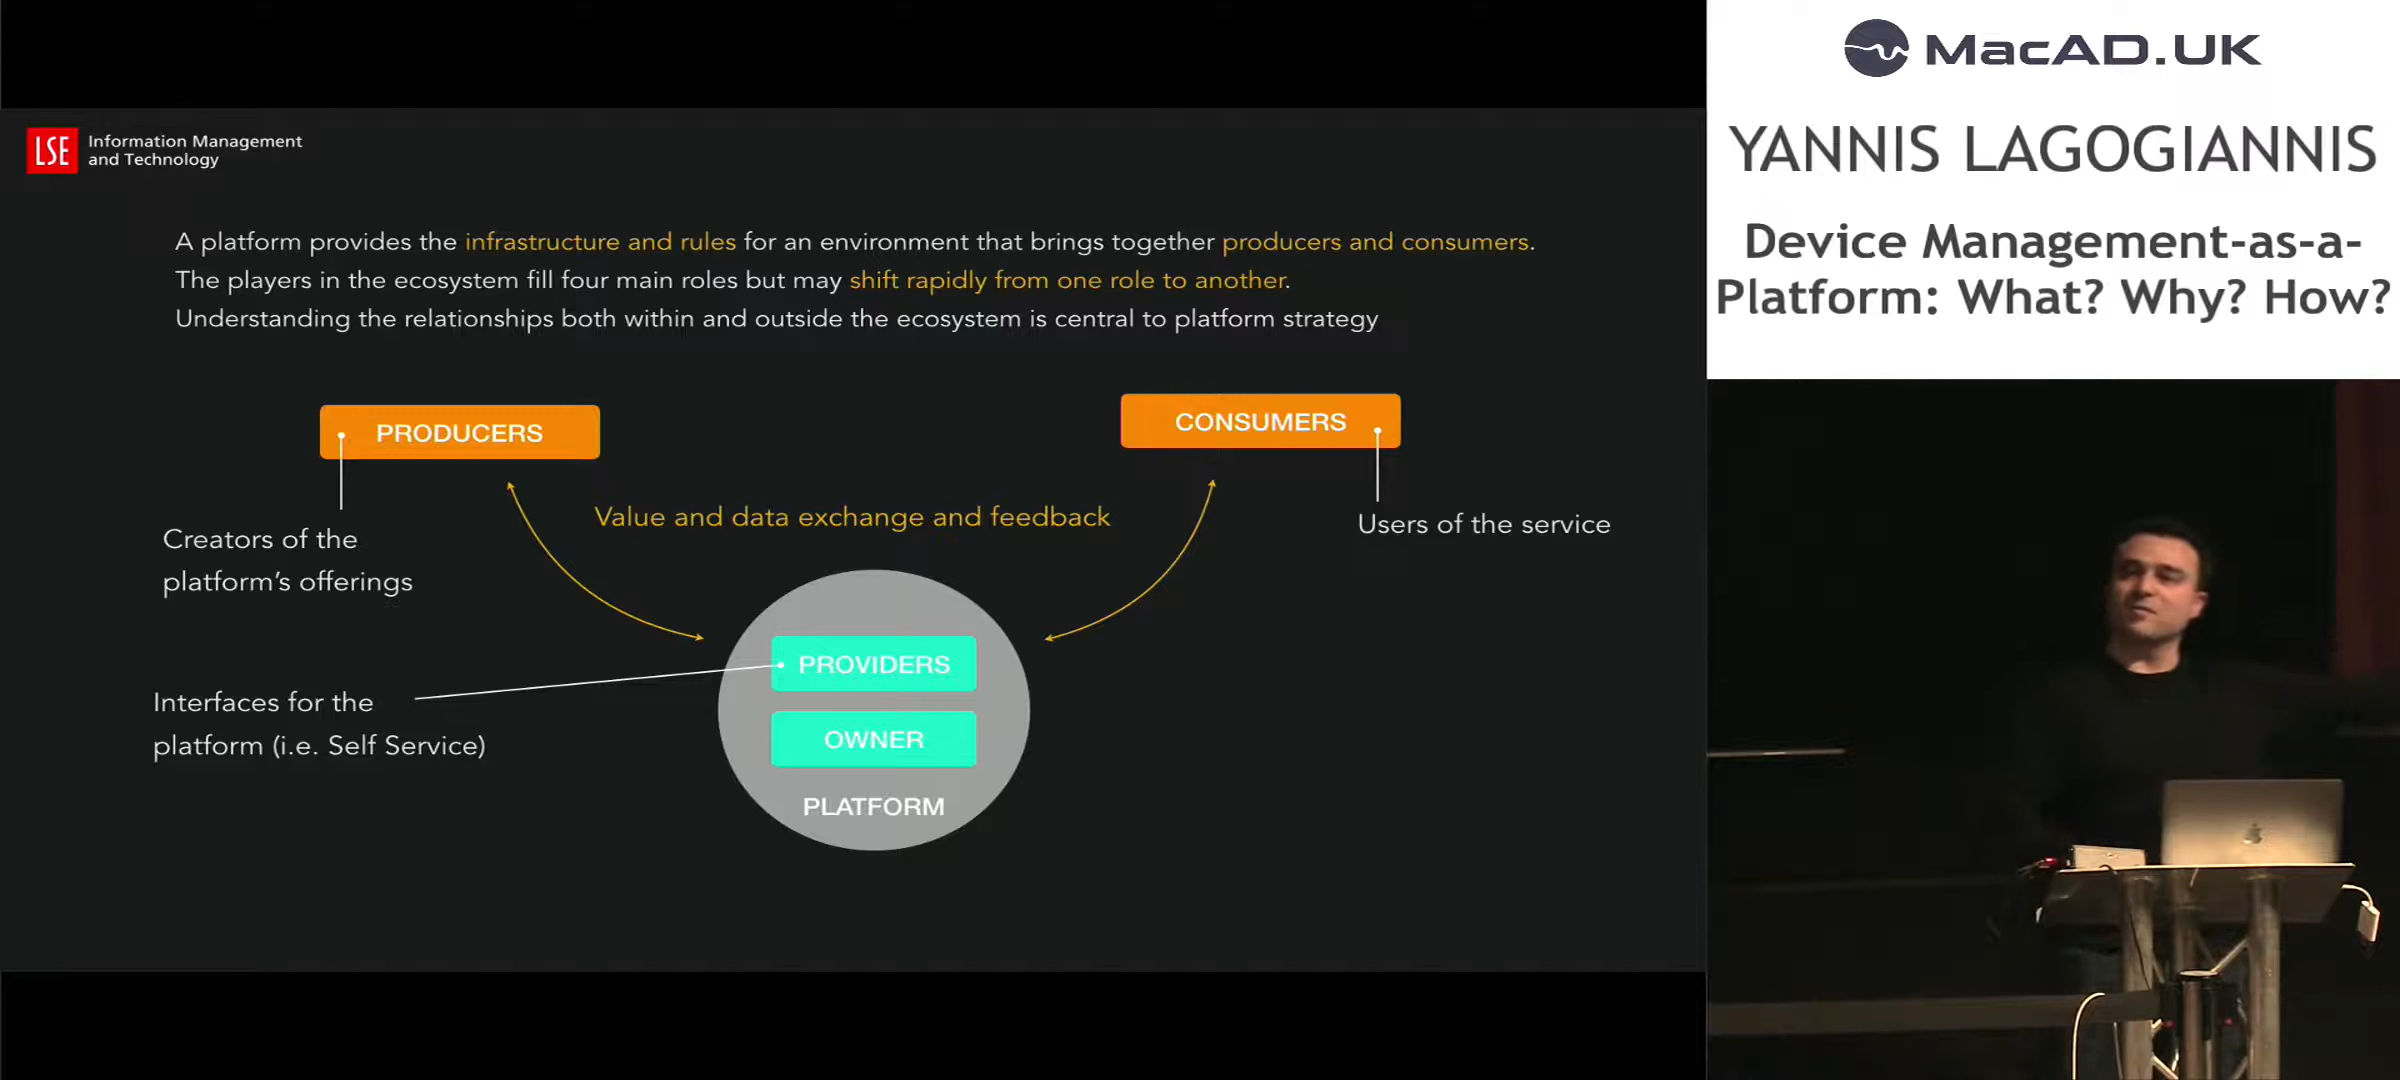 LSE
Information Management
and Technology
A platform provides the infrastructure and rules for an environment that brings together producers and consumers.
The players in the ecosystem fill four main roles but may shift rapidly from one role to another.
Understanding the relationships both within and outside the ecosystem is central to platform strategy
PRODUCERS
CONSUMERS
Value and data exchange and feedback
Creators of the
platform’s offerings
Users of the service
PROVIDERS
Interfaces for the
platform (i.e. Self Service)
OWNER
PLATFORM
MacAD.UK
YANNIS LAGOGIANNIS
Device Management-as-a-
Platform: What? Why? How?